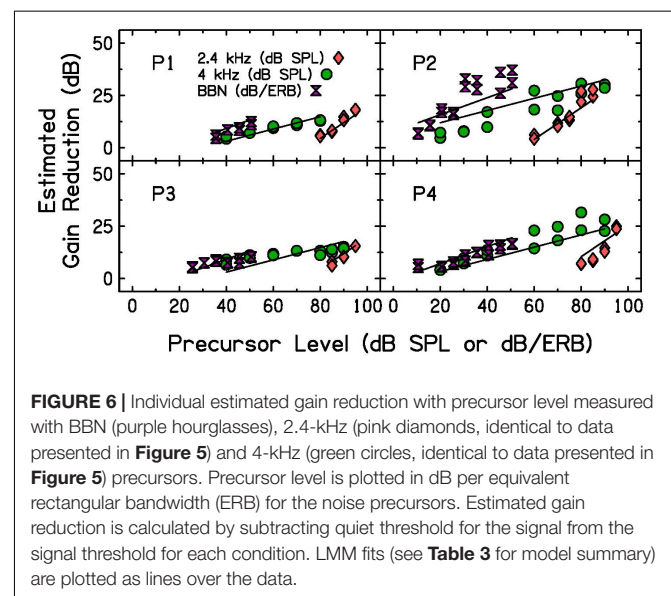 50
25
0
P1
2.4 kHz (dB SPL)
4 kHz (dB SPL)
BBN (dB/ERB)
P2
50
25
0
P3
P4
0 20 40 60 80 100
0 20 40 60 80 100
Estimated
Gain Reduction (dB)
Precursor Level (dB SPL or dB/ERB)
FIGURE 6 | Individual estimated gain reduction with precursor level measured
with BBN (purple hourglasses), 2.4-kHz (pink diamonds, identical to data
presented in Figure 5) and 4-kHz (green circles, identical to data presented in
Figure 5) precursors. Precursor level is plotted in dB per equivalent
rectangular bandwidth (ERB) for the noise precursors. Estimated gain
reduction is calculated by subtracting quiet threshold for the signal from the
signal threshold for each condition. LMM fits (see Table 3 for model summary)
are plotted as lines over the data.